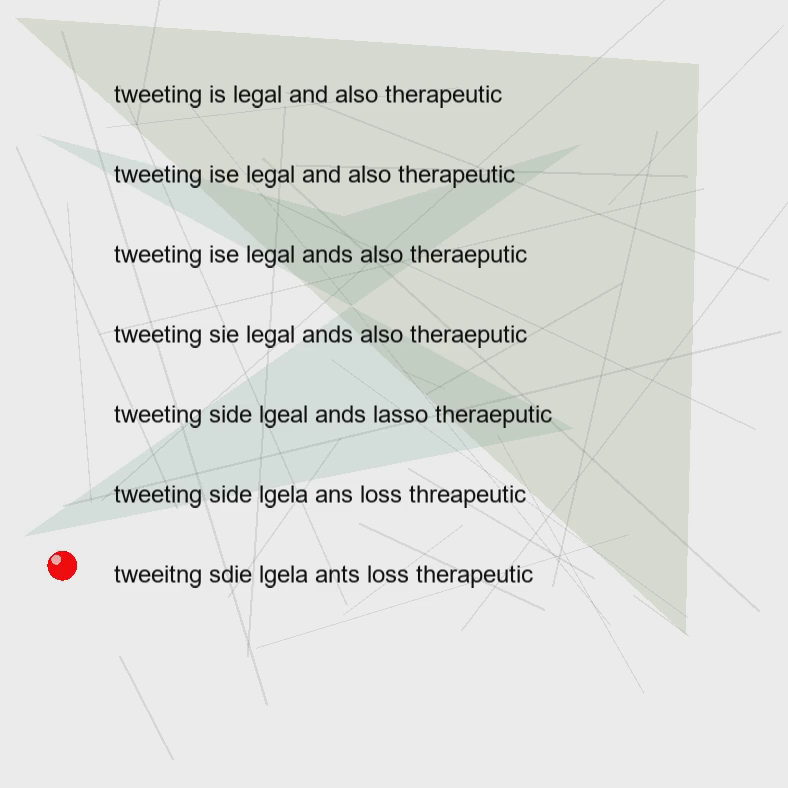 tweeting is legal and also therapeutic
tweeting ise legal and also therapeutic
tweeting ise legal ands also theraeputic
tweeting sie legal ands also theraeputic
tweeting side lgeal ands lasso theraeputic
tweeting side lgela ans loss threapeutic
tweeitng sdie lgela ants loss therapeutic